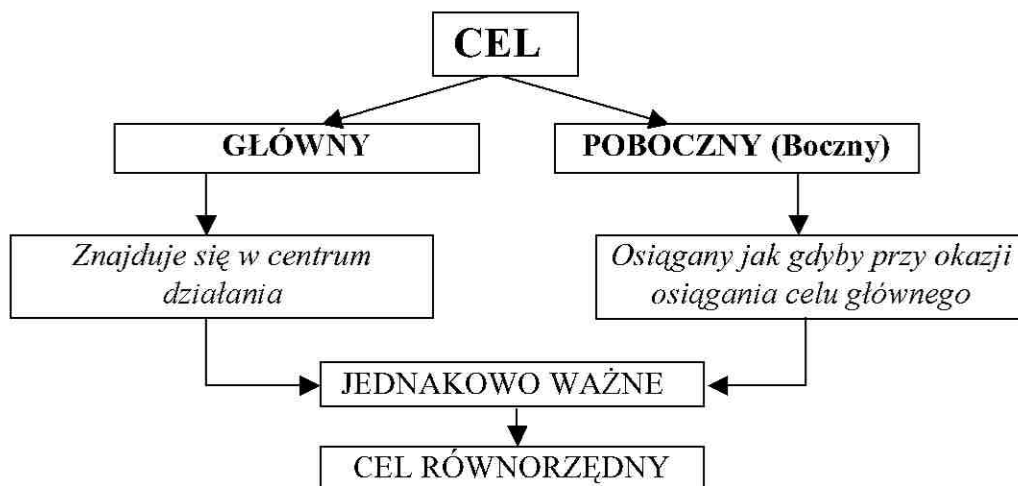 CEL
GŁÓWNY
POBOCZNY (Boczny)
Znajduje się w centrum
działania
Osiągany jak gdyby przy okazji
osiągania celu głównego
JEDNAKOWO WAŻNE
CEL RÓWNORZĘDNY